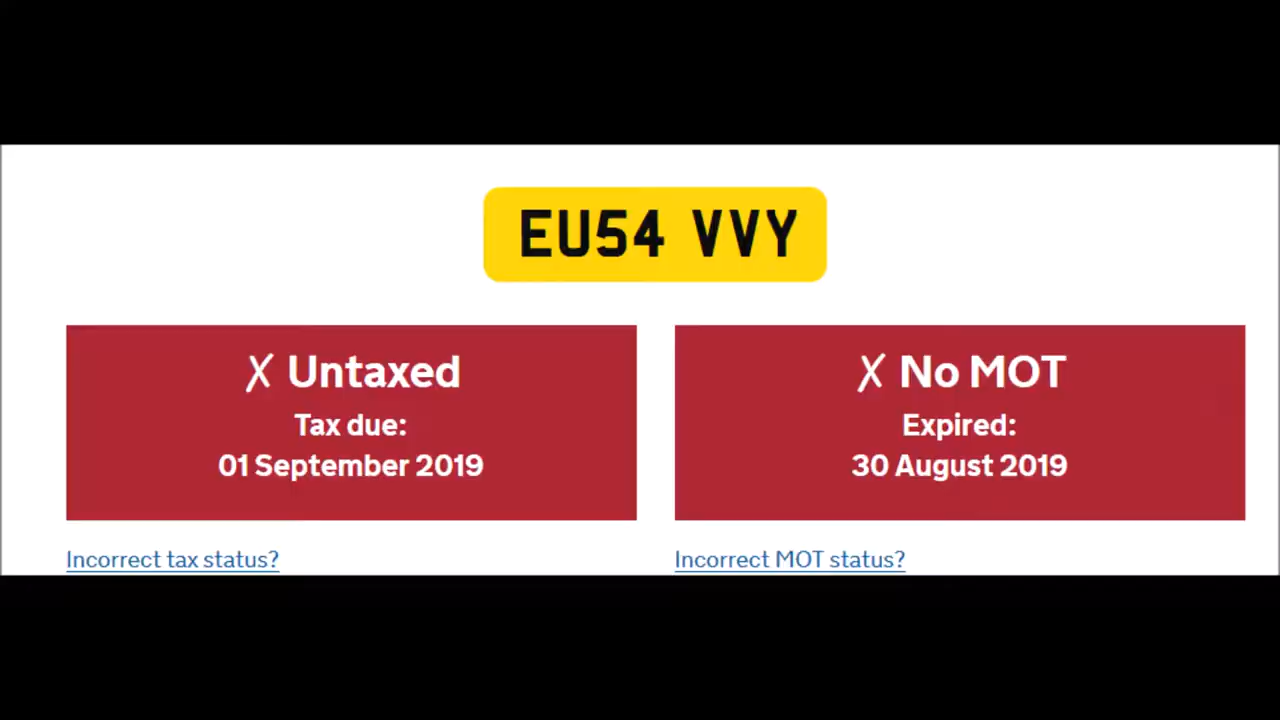 EU54 VVY
X Untaxed
Tax due:
01 September 2019
Incorrect tax status?
X No MOT
Expired:
30 August 2019
Incorrect MOT status?